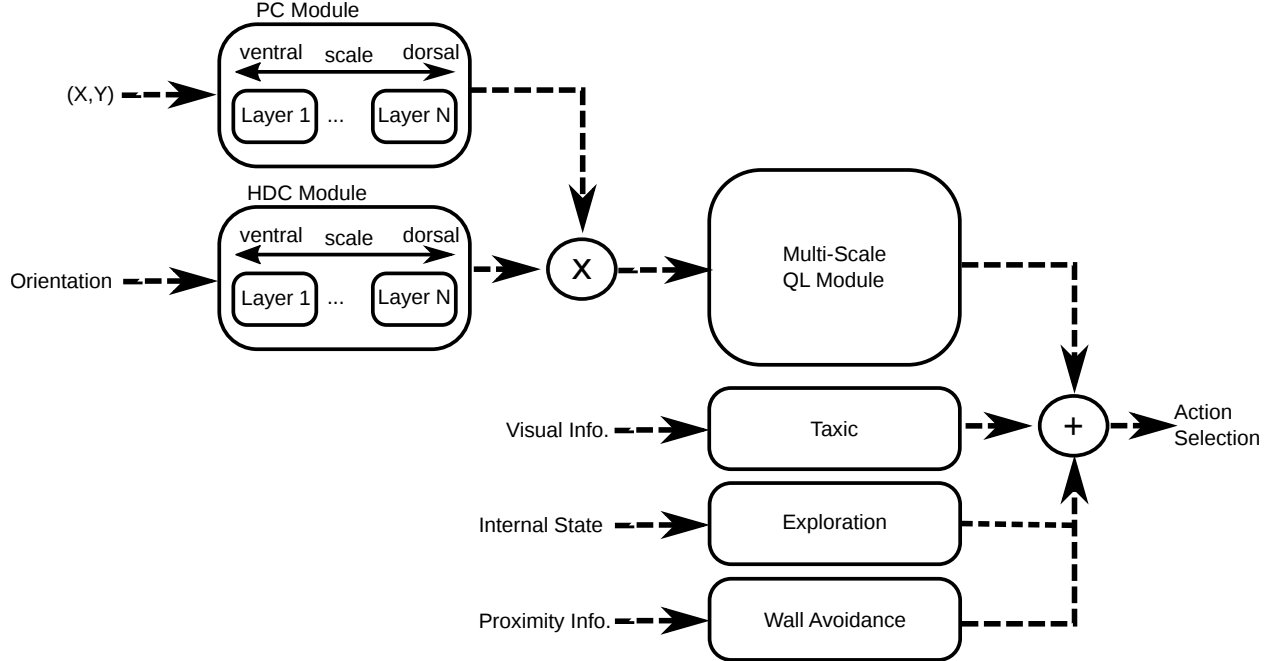 PC Module
ventral scale dorsal
(X,Y)
Layer 1 ... Layer N
HDC Module
ventral scale dorsal
Orientation
Layer 1 ... Layer N
X
Multi-Scale
QL Module
Visual Info.
Taxic
+
Action
Selection
Internal State
Exploration
Proximity Info.
Wall Avoidance